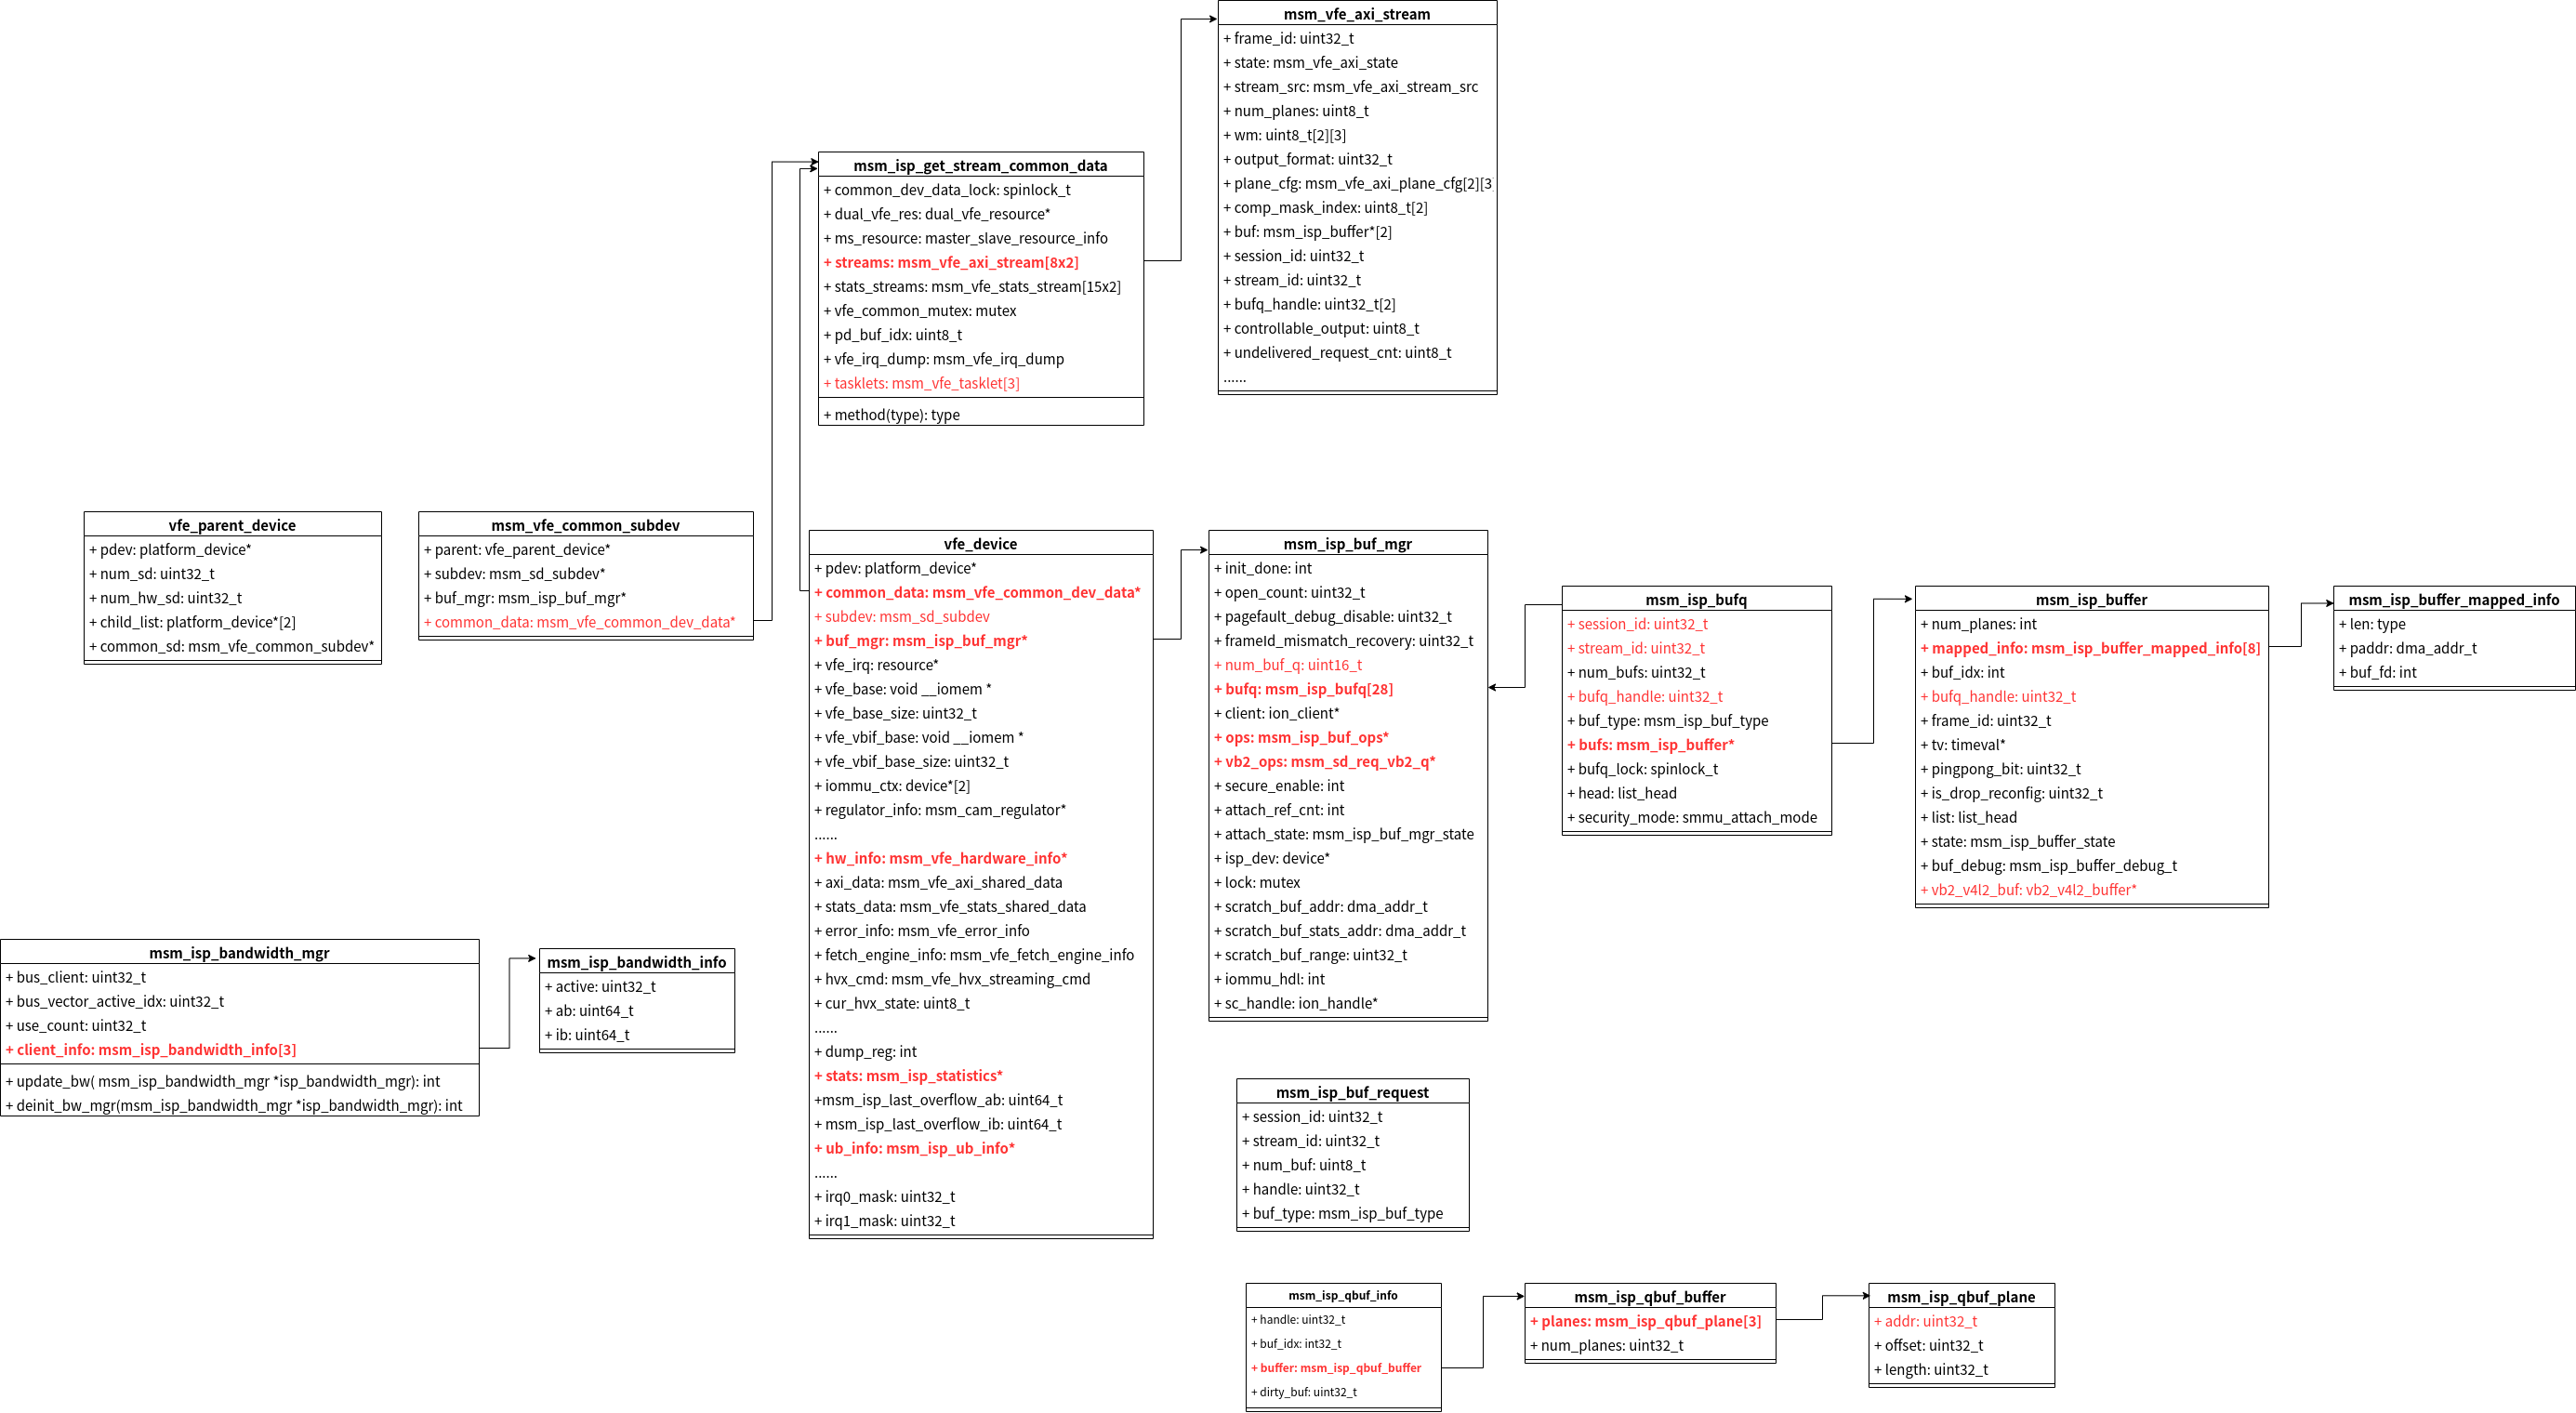 msm_vfe_axi_stream
+ frame_id: uint32_t
+ state: msm_vfe_axi_state
+ stream_src: msm_vfe_axi_stream_src
+ num_planes: uint8_t
+ wm: uint8_t[2][3]
+ output_format: uint32_t
+ plane_cfg: msm_vfe_axi_plane_cfg[2][3
+ comp_mask_index: uint8_t[2]
+ buf: msm_isp_buffer*[2]
+ session_id: uint32_t
+ stream_id: uint32_t
+ bufq_handle: uint32_t[2]
+ controllable_output: uint8_t
+ undelivered_request_cnt: uint8_t
......
msm_isp_get_stream_common_data
+ common_dev_data_lock: spinlock_t
+ dual_vfe_res: dual_vfe_resource*
+ ms_resource: master_slave_resource_info
+ streams: msm_vfe_axi_stream[8x2]
+ stats_streams: msm_vfe_stats_stream[15x2]
+ vfe_common_mutex: mutex
+ pd_buf_idx: uint8_t
+ vfe_irq_dump: msm_vfe_irq_dump
+ tasklets: msm_vfe_tasklet[3]
+ method(type): type
vfe_parent_device
+ pdev: platform_device*
+ num_sd: uint32_t
+ num_hw_sd: uint32_t
+ child_list: platform_device*[2]
+ common_sd: msm_vfe_common_subdev*
msm_vfe_common_subdev
+ parent: vfe_parent_device*
+ subdev: msm_sd_subdev*
+ buf_mgr: msm_isp_buf_mgr*
+ common_data: msm_vfe_common_dev_data*
vfe_device
+ pdev: platform_device*
+ common_data: msm_vfe_common_dev_data*
+ subdev: msm_sd_subdev
+ buf_mgr: msm_isp_buf_mgr*
+ vfe_irq: resource*
+ vfe_base: void __iomem *
+ vfe_base_size: uint32_t
+ vfe_vbif_base: void __iomem *
+ vfe_vbif_base_size: uint32_t
+ iommu_ctx: device*[2]
+ regulator_info: msm_cam_regulator*
......
+ hw_info: msm_vfe_hardware_info*
+ axi_data: msm_vfe_axi_shared_data
+ stats_data: msm_vfe_stats_shared_data
+ error_info: msm_vfe_error_info
+ fetch_engine_info: msm_vfe_fetch_engine_info
+ hvx_cmd: msm_vfe_hvx_streaming_cmd
+ cur_hvx_state: uint8_t
......
+ dump_reg: int
+ stats: msm_isp_statistics*
+msm_isp_last_overflow_ab: uint64_t
+ msm_isp_last_overflow_ib: uint64_t
+ ub_info: msm_isp_ub_info*
......
+ irq0_mask: uint32_t
+ irq1_mask: uint32_t
msm_isp_buf_mgr
+ init_done: int
+ open_count: uint32_t
+ pagefault_debug_disable: uint32_t
+ frameId_mismatch_recovery: uint32_t
+ num_buf_q: uint16_t
+ bufq: msm_isp_bufq[28]
+ client: ion_client*
+ ops: msm_isp_buf_ops*
+ vb2_ops: msm_sd_req_vb2_q*
+ secure_enable: int
+ attach_ref_cnt: int
+ attach_state: msm_isp_buf_mgr_state
+ isp_dev: device*
+ lock: mutex
+ scratch_buf_addr: dma_addr_t
+ scratch_buf_stats_addr: dma_addr_t
+ scratch_buf_range: uint32_t
+ iommu_hdl: int
+ sc_handle: ion_handle*
msm_isp_bufq
+ session_id: uint32_t
+ stream_id: uint32_t
+ num_bufs: uint32_t
+ bufq_handle: uint32_t
+ buf_type: msm_isp_buf_type
+ bufs: msm_isp_buffer*
+ bufq_lock: spinlock_t
+ head: list_head
+ security_mode: smmu_attach_mode
msm_isp_buffer
+ num_planes: int
+ mapped_info: msm_isp_buffer_mapped_info[8]
+ buf_idx: int
+ bufq_handle: uint32_t
+ frame_id: uint32_t
+ tv: timeval*
+ pingpong_bit: uint32_t
+ is_drop_reconfig: uint32_t
+ list: list_head
+ state: msm_isp_buffer_state
+ buf_debug: msm_isp_buffer_debug_t
+ vb2_v4l2_buf: vb2_v4l2_buffer*
msm_isp_buffer_mapped_info
+ len: type
+ paddr: dma_addr_t
+ buf_fd: int
msm_isp_bandwidth_mgr
+ bus_client: uint32_t
+ bus_vector_active_idx: uint32_t
+ use_count: uint32_t
+ client_info: msm_isp_bandwidth_info[3]
+ update_bw( msm_isp_bandwidth_mgr *isp_bandwidth_mgr): int
+ deinit_bw_mgr(msm_isp_bandwidth_mgr *isp_bandwidth_mgr): int
msm_isp_bandwidth_info
+ active: uint32_t
+ ab: uint64_t
+ ib: uint64_t
msm_isp_buf_request
+ session_id: uint32_t
+ stream_id: uint32_t
+ num_buf: uint8_t
+ handle: uint32_t
+ buf_type: msm_isp_buf_type
msm_isp_qbuf_info
+ handle: uint32_t
+ buf_idx: int32_t
+ buffer: msm_isp_qbuf_buffer
+ dirty_buf: uint32_t
msm_isp_qbuf_buffer
+ planes: msm_isp_qbuf_plane[3]
+ num_planes: uint32_t
msm_isp_qbuf_plane
+ addr: uint32_t
+ offset: uint32_t
+ length: uint32_t